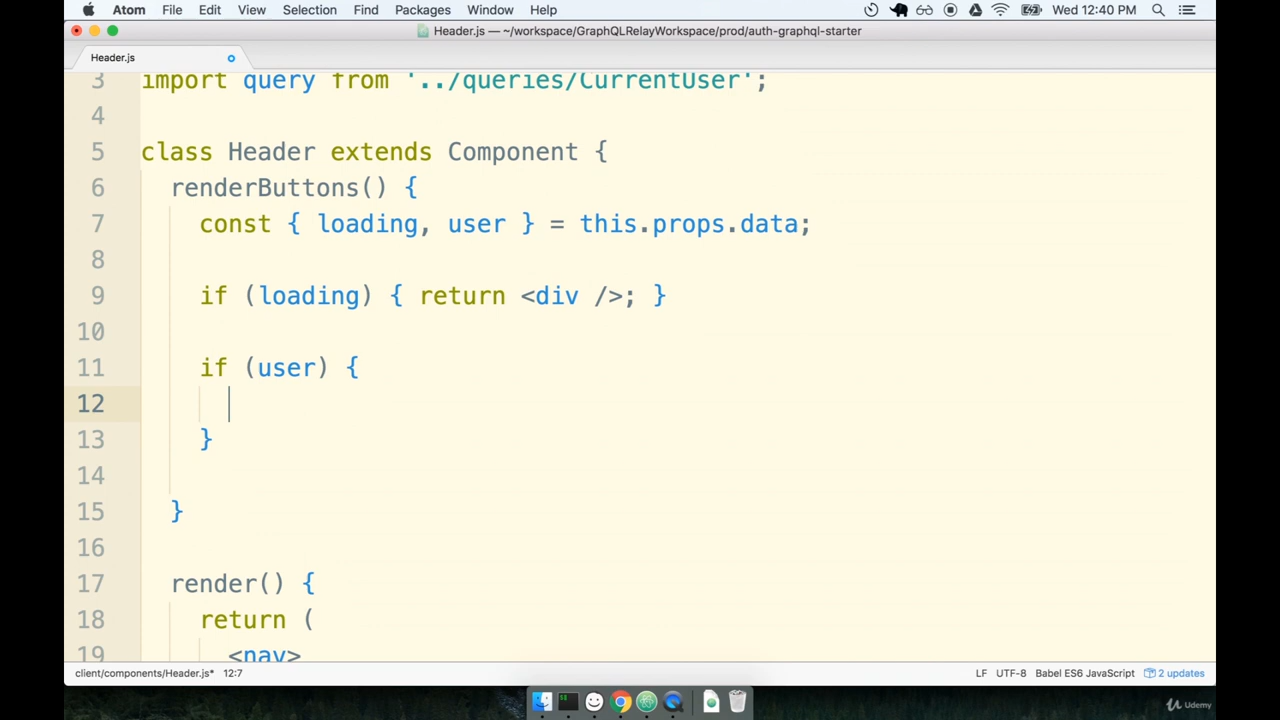 Atom File Edit View Selection Find Packages Window Help Wed 12:40 PM
Header.js — ~/workspace/GraphQLRelayWorkspace/prod/auth-graphql-starter
Header.js
3 import query from '../queries/CurrentUser';
4
5 class Header extends Component {
6 renderButtons() {
7 const { loading, user } = this.props.data;
8
9 if (loading) { return <div />; }
10
11 if (user) {
12
13 }
14
15 }
16
17 render() {
18 return (
19 <nav>
client/components/Header.js* 12:7 LF UTF-8 Babel ES6 JavaScript 2 updates
Udemy